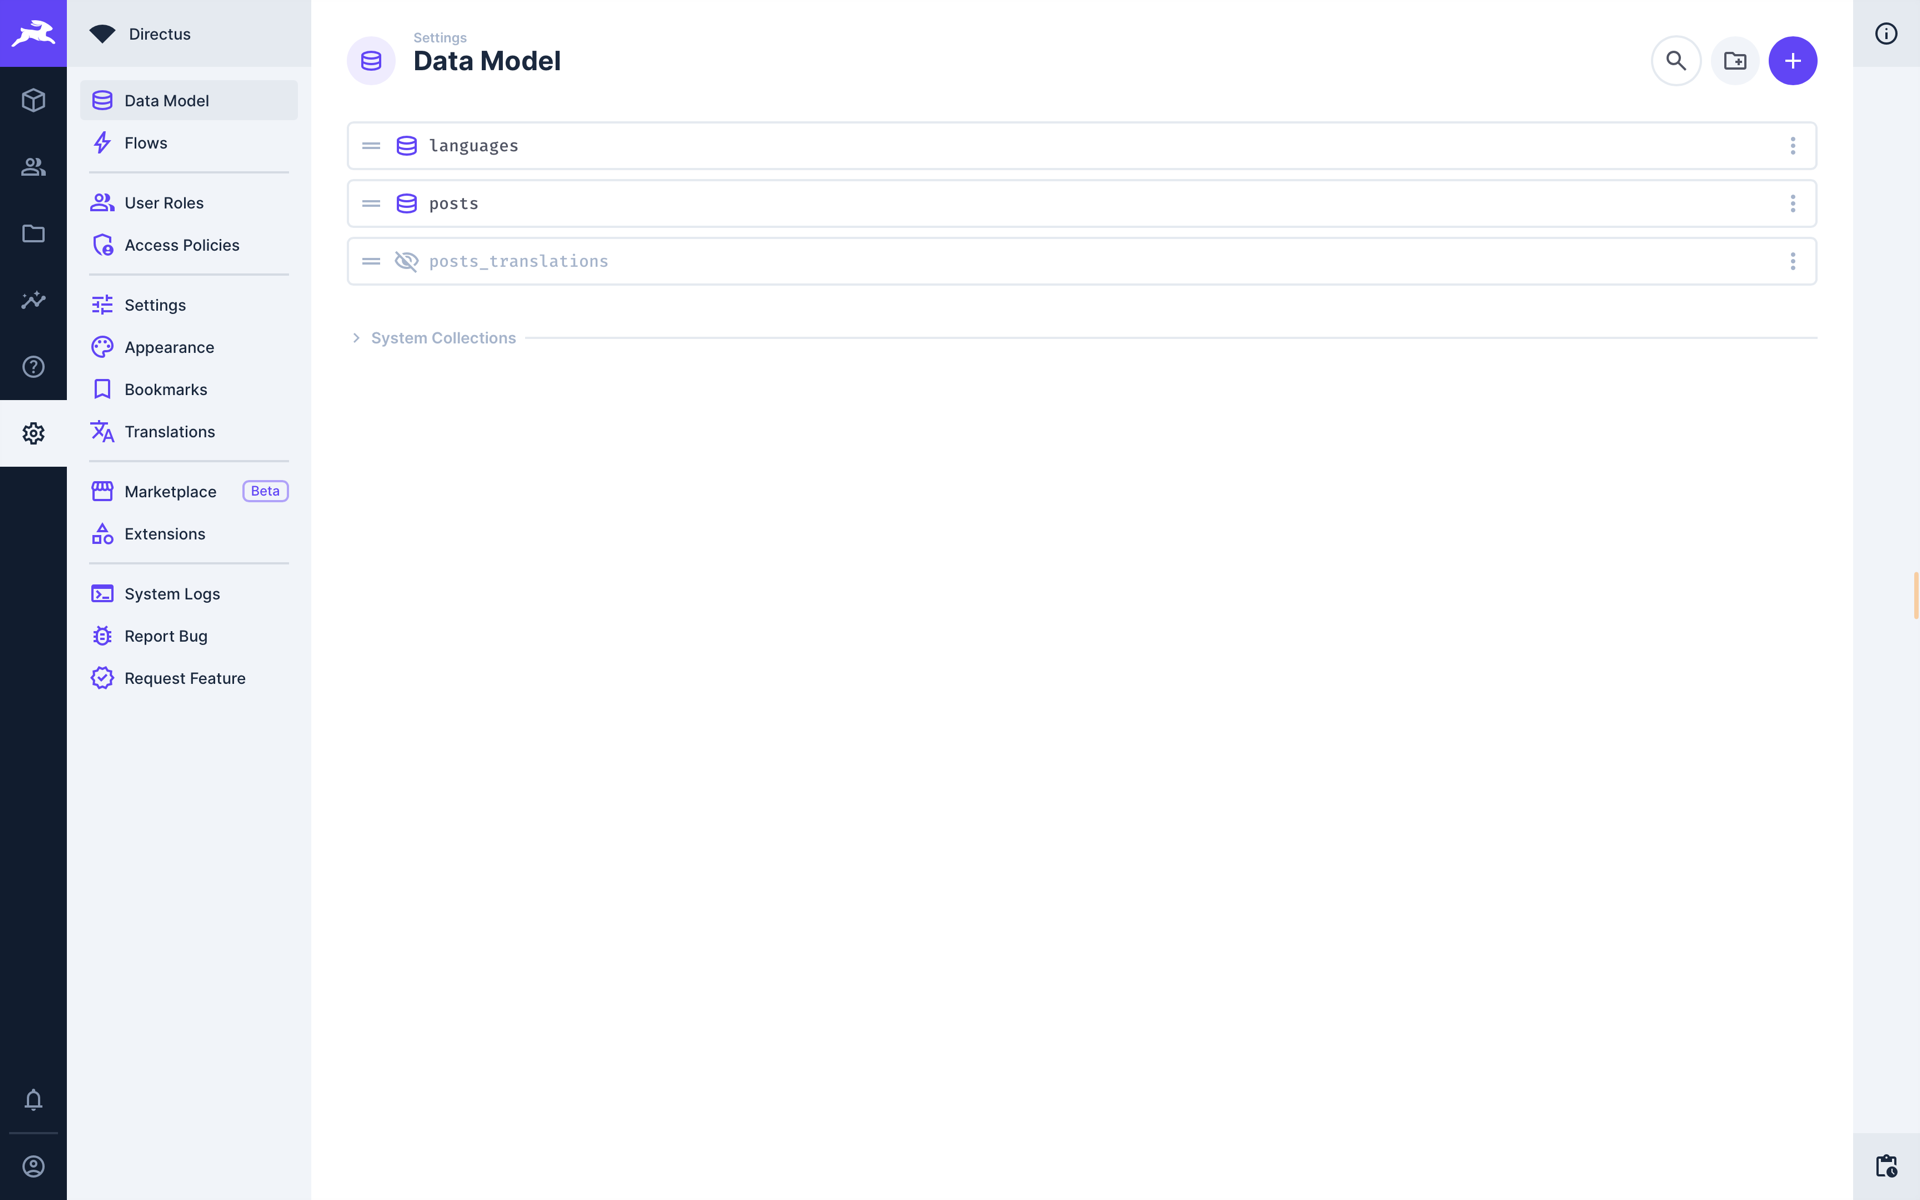 Directus
Data Model
Flows
User Roles
Access Policies
Settings
Appearance
Bookmarks
Translations
Marketplace Beta
Extensions
System Logs
Report Bug
Request Feature
Settings
Data Model
languages
posts
posts_translations
System Collections